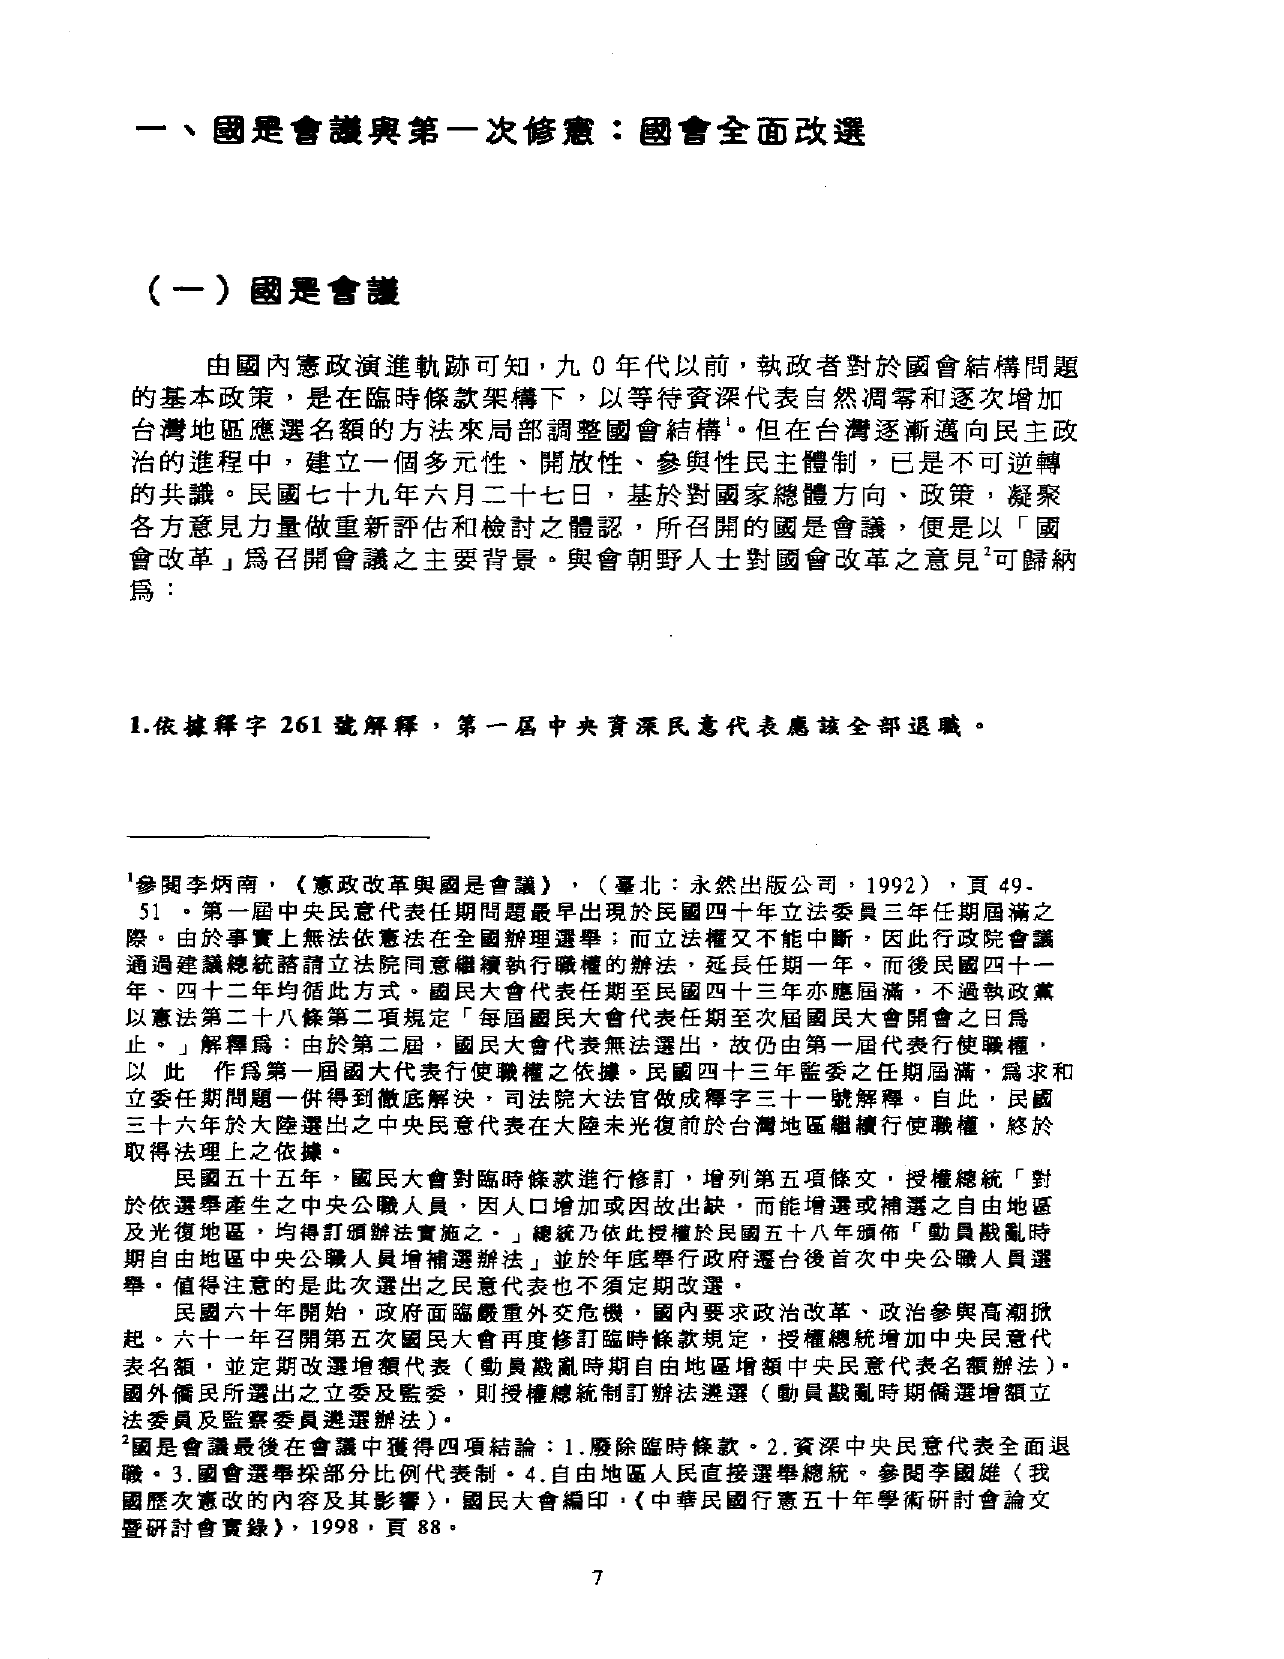 一、國是會議與第一次修憲：國會全面改選
（一）國是會議
由國內憲政演進軌跡可知，九０年代以前，執政者對於國會結構問題
的基本政策，是在臨時條款架構下，以等待資深代表自然凋零和逐次增加
台灣地區應選名額的方法來局部調整國會結構¹。但在台灣逐漸邁向民主政
治的進程中，建立一個多元性、開放性、參與性民主體制，已是不可逆轉
的共識。民國七十九年六月二十七日，基於對國家總體方向、政策，凝聚
各方意見力量做重新評估和檢討之體認，所召開的國是會議，便是以「國
會改革」爲召開會議之主要背景。與會朝野人士對國會改革之意見²可歸納
爲：
1.依據釋字 261 號解釋，第一屆中央資深民意代表應該全部退職。
¹參閱李炳南，《憲政改革與國是會議》，（臺北：永然出版公司，1992），頁 49-
51 。第一屆中央民意代表任期問題最早出現於民國四十年立法委員三年任期屆滿之
際。由於事實上無法依憲法在全國辦理選舉；而立法權又不能中斷，因此行政院會議
通過建議總統諮請立法院同意繼續執行職權的辦法，延長任期一年。而後民國四十一
年、四十二年均循此方式。國民大會代表任期至民國四十三年亦應屆滿，不過執政黨
以憲法第二十八條第二項規定「每屆國民大會代表任期至次屆國民大會開會之日爲
止。」解釋爲：由於第二屆，國民大會代表無法選出，故仍由第一屆代表行使職權，
以 此 作爲第一屆國大代表行使職權之依據。民國四十三年監委之任期屆滿，爲求和
立委任期問題一併得到徹底解決，司法院大法官做成釋字三十一號解釋。自此，民國
三十六年於大陸選出之中央民意代表在大陸未光復前於台灣地區繼續行使職權，終於
取得法理上之依據。
民國五十五年，國民大會對臨時條款進行修訂，增列第五項條文，授權總統「對
於依選舉產生之中央公職人員，因人口增加或因故出缺，而能增選或補選之自由地區
及光復地區，均得訂頒辦法實施之。」總統乃依此授權於民國五十八年頒佈「動員戡亂時
期自由地區中央公職人員增補選辦法」並於年底舉行政府遷台後首次中央公職人員選
舉。值得注意的是此次選出之民意代表也不須定期改選。
民國六十年開始，政府面臨嚴重外交危機，國內要求政治改革、政治參與高潮掀
起。六十一年召開第五次國民大會再度修訂臨時條款規定，授權總統增加中央民意代
表名額，並定期改選增額代表（動員戡亂時期自由地區增額中央民意代表名額辦法）。
國外僑民所選出之立委及監委，則授權總統制訂辦法遴選（動員戡亂時期僑選增額立
法委員及監察委員遴選辦法）。
²國是會議最後在會議中獲得四項結論：1.廢除臨時條款。2.資深中央民意代表全面退
職。3.國會選舉採部分比例代表制。4.自由地區人民直接選舉總統。參閱李國雄〈我
國歷次憲改的內容及其影響〉，國民大會編印，《中華民國行憲五十年學術研討會論文
暨研討會實錄》，1998，頁 88。
7